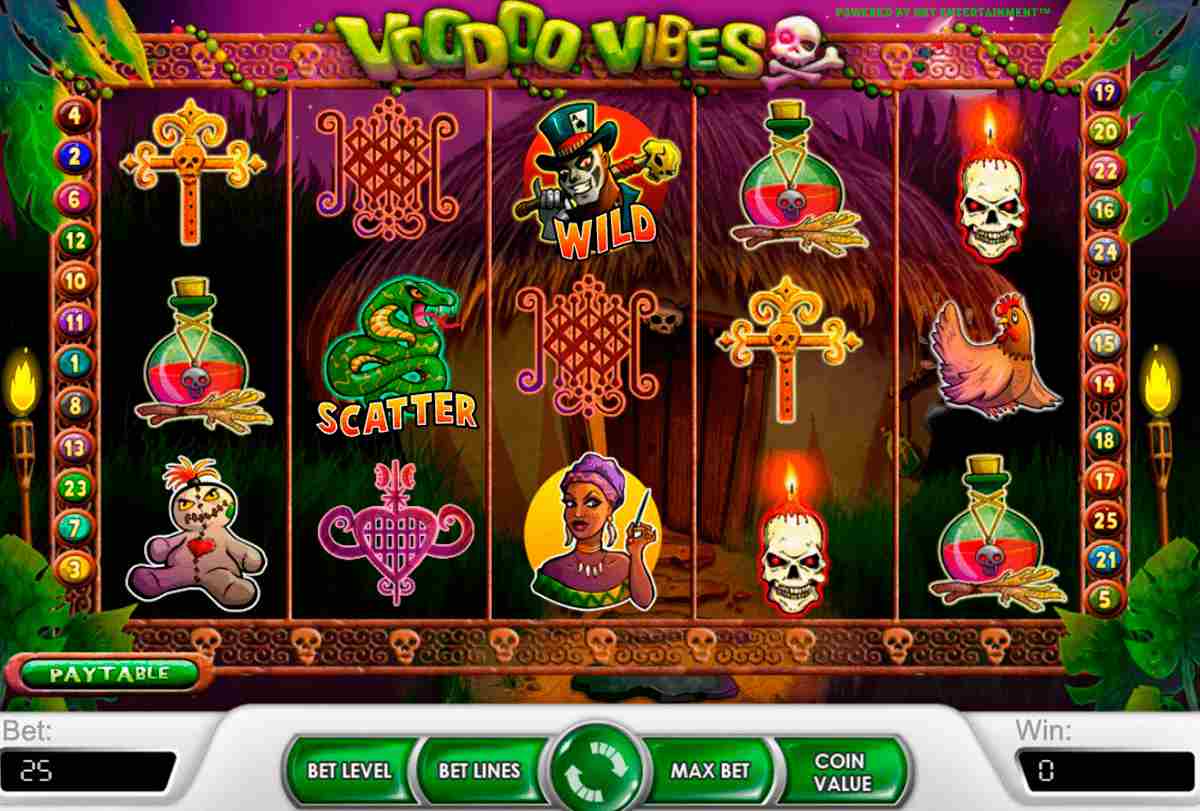 VOODOO VIBES
POWERED BY NET ENTERTAINMENT™
4
2
6
12
10
11
1
8
13
23
7
3
19
20
22
16
24
9
15
14
18
17
25
21
5
A
WILD
SCATTER
PAYTABLE
Bet:
25
BET LEVEL
BET LINES
MAX BET
COIN
VALUE
Win:
0